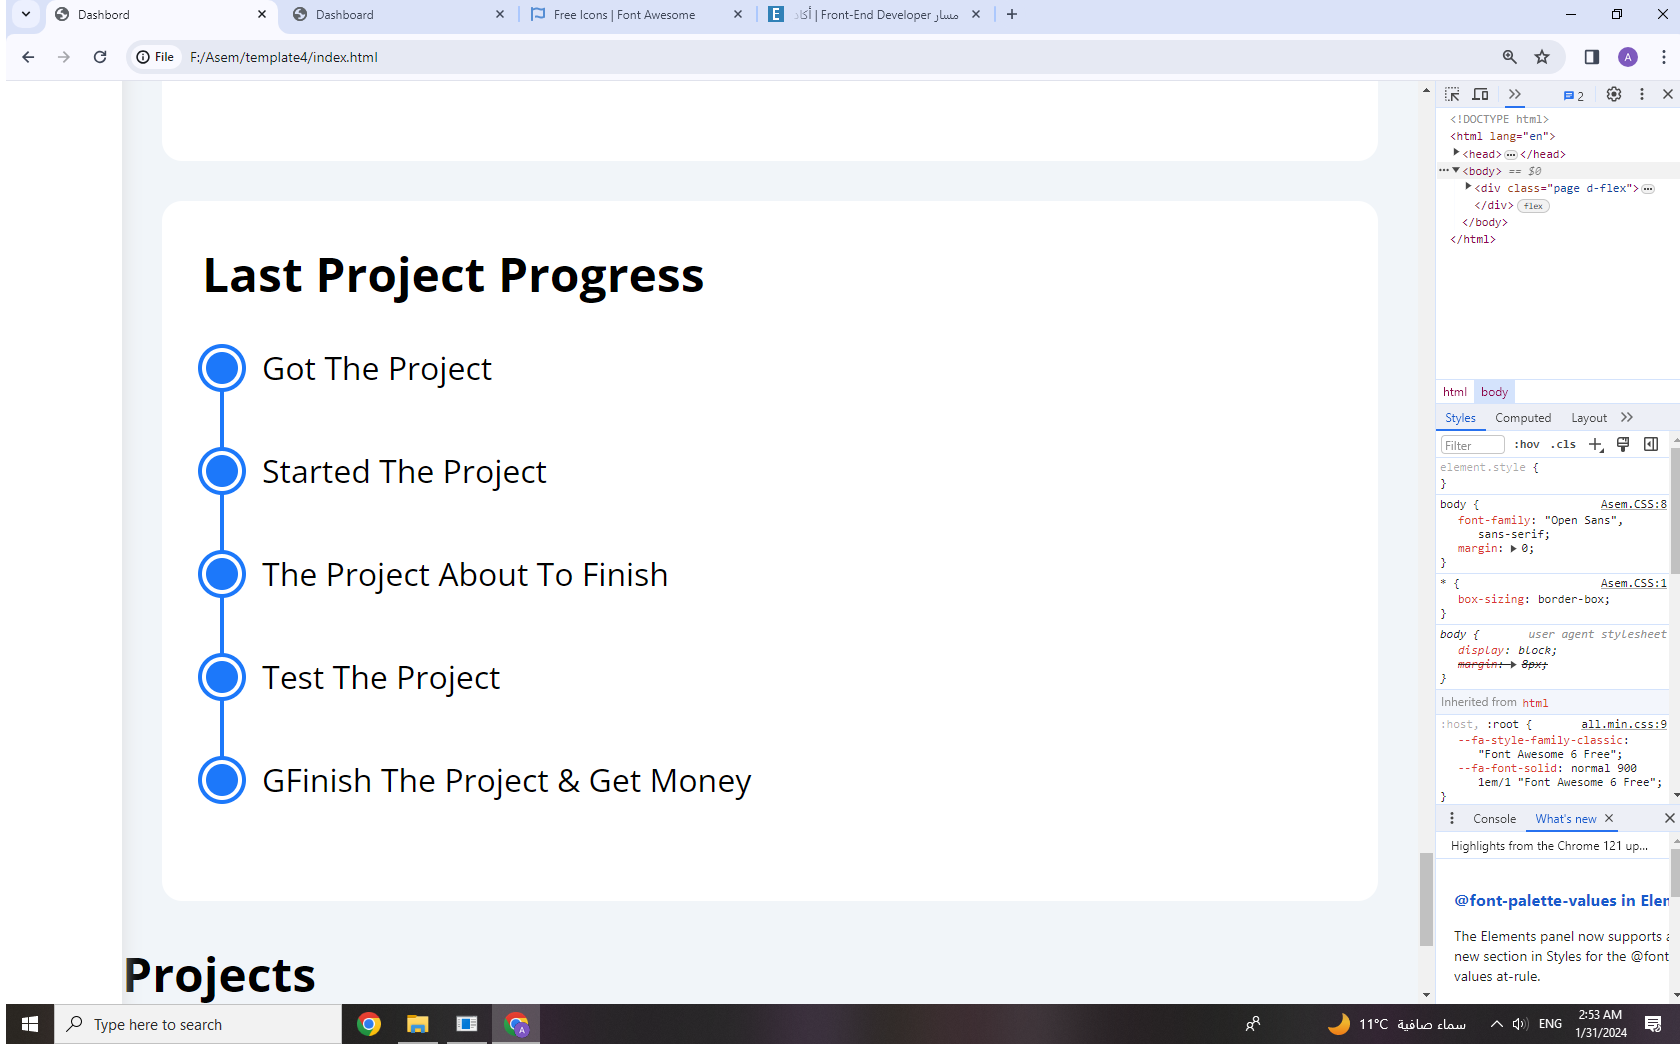 Dashbord
Dashboard
Free Icons | Font Awesome
أكاد | Front-End Developer مسار
File
F:/Asem/template4/index.html
A
2
<!DOCTYPE html>
<html lang="en">
<head>…</head>
<body> == $0
<div class="page d-flex">…
</div> flex
</body>
</html>
Last Project Progress
Got The Project
Started The Project
The Project About To Finish
Test The Project
GFinish The Project & Get Money
Projects
html body
Styles Computed Layout
Filter :hov .cls
element.style {
}
body { Asem.CSS:8
font-family: "Open Sans",
sans-serif;
margin: 0;
}
* { Asem.CSS:1
box-sizing: border-box;
}
body { user agent stylesheet
display: block;
margin: 8px;
}
Inherited from html
:host, :root { all.min.css:9
--fa-style-family-classic:
"Font Awesome 6 Free";
--fa-font-solid: normal 900
1em/1 "Font Awesome 6 Free";
}
Console What's new
Highlights from the Chrome 121 up...
@font-palette-values in Elem
The Elements panel now supports a
new section in Styles for the @font
values at-rule.
Type here to search
A
11°C سماء صافية
ENG
2:53 AM
1/31/2024